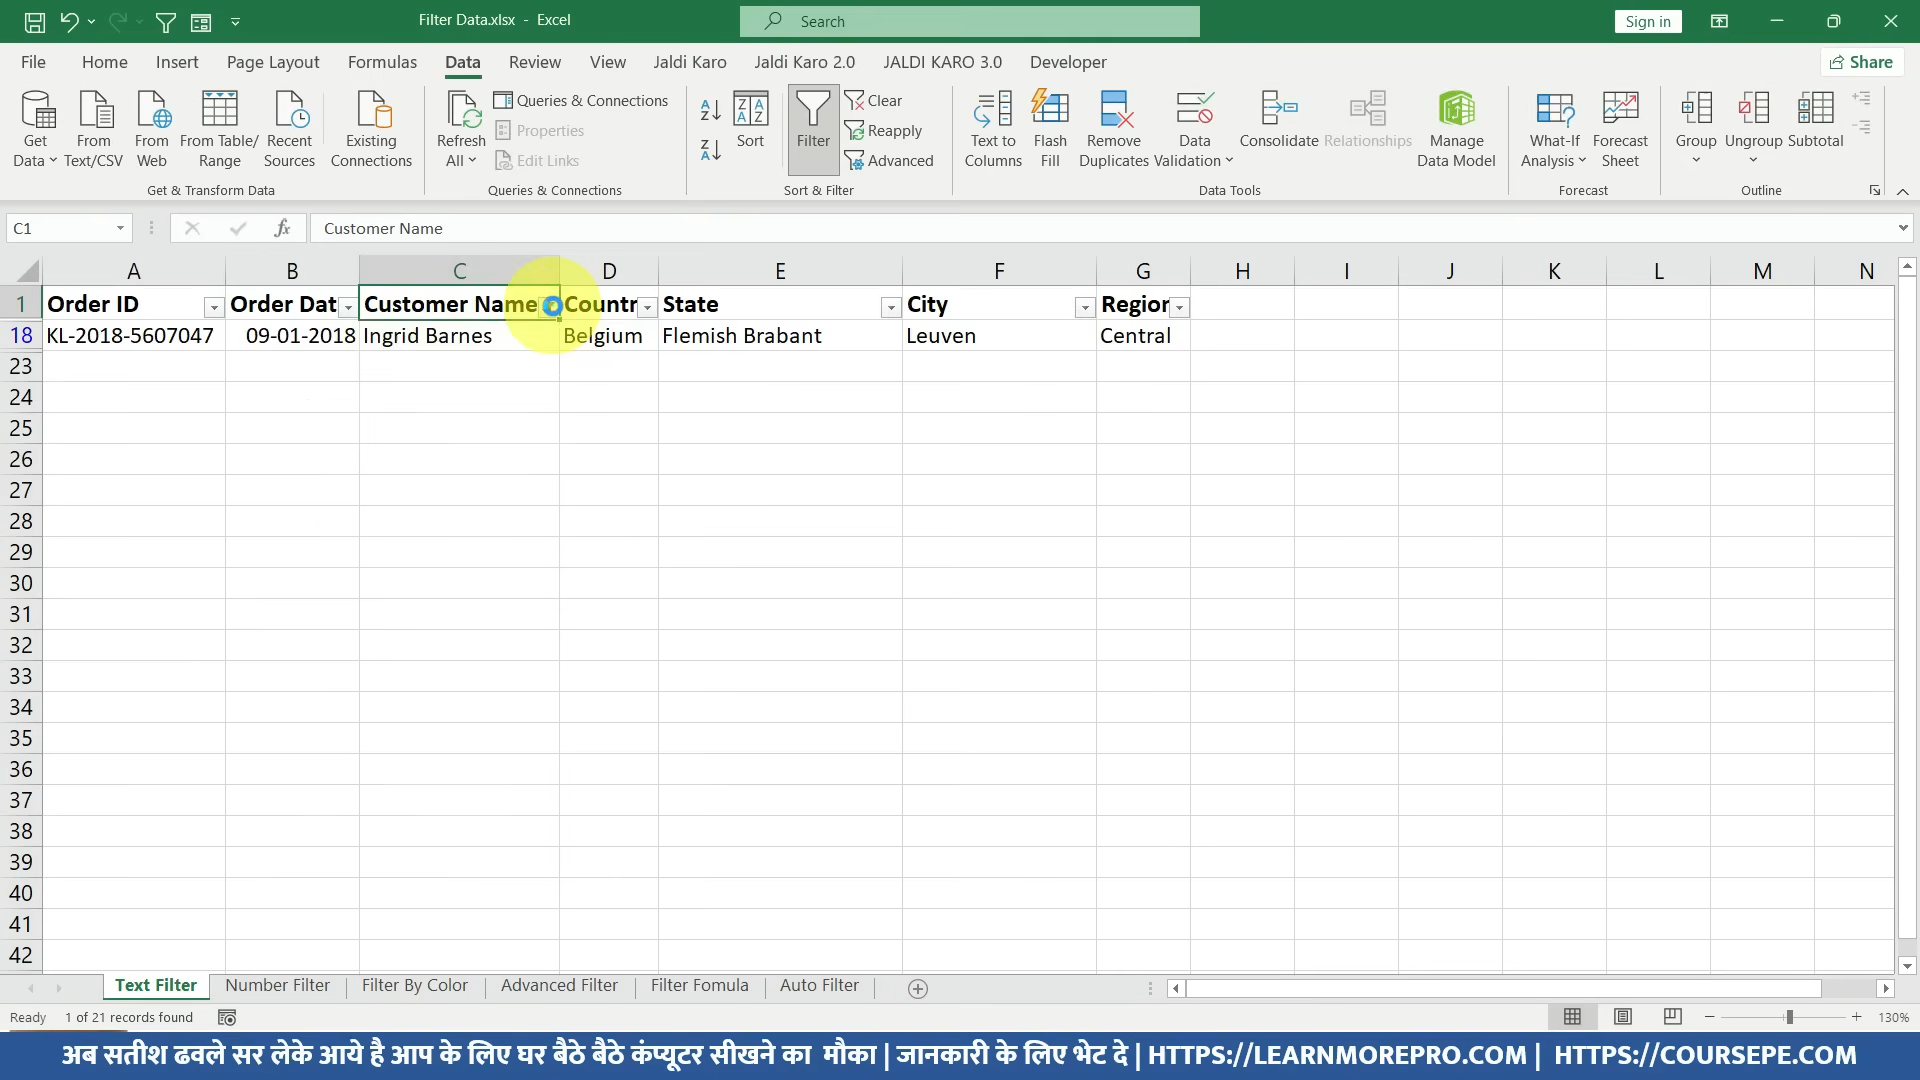 Filter Data.xlsx - Excel
Search
Sign in
File Home Insert Page Layout Formulas Data Review View Jaldi Karo Jaldi Karo 2.0 JALDI KARO 3.0 Developer
Share
Get Data
From Text/CSV
From Web
From Table/ Range
Recent Sources
Existing Connections
Get & Transform Data
Refresh All
Queries & Connections
Properties
Edit Links
Queries & Connections
Sort
Filter
Clear
Reapply
Advanced
Sort & Filter
Text to Columns
Flash Fill
Remove Duplicates
Data Validation
Consolidate
Relationships
Manage Data Model
Data Tools
What-If Analysis
Forecast Sheet
Forecast
Group
Ungroup
Subtotal
Outline
C1 fx Customer Name
A B C D E F G H I J K L M N
1 Order ID Order Dat Customer Name Countr State City Region
18 KL-2018-5607047 09-01-2018 Ingrid Barnes Belgium Flemish Brabant Leuven Central
23
24
25
26
27
28
29
30
31
32
33
34
35
36
37
38
39
40
41
42
Text Filter Number Filter Filter By Color Advanced Filter Filter Fomula Auto Filter
Ready 1 of 21 records found 130%
अब सतीश ढवले सर लेके आये है आप के लिए घर बैठे बैठे कंप्यूटर सीखने का मौका | जानकारी के लिए भेट दे | HTTPS://LEARNMOREPRO.COM | HTTPS://COURSEPE.COM